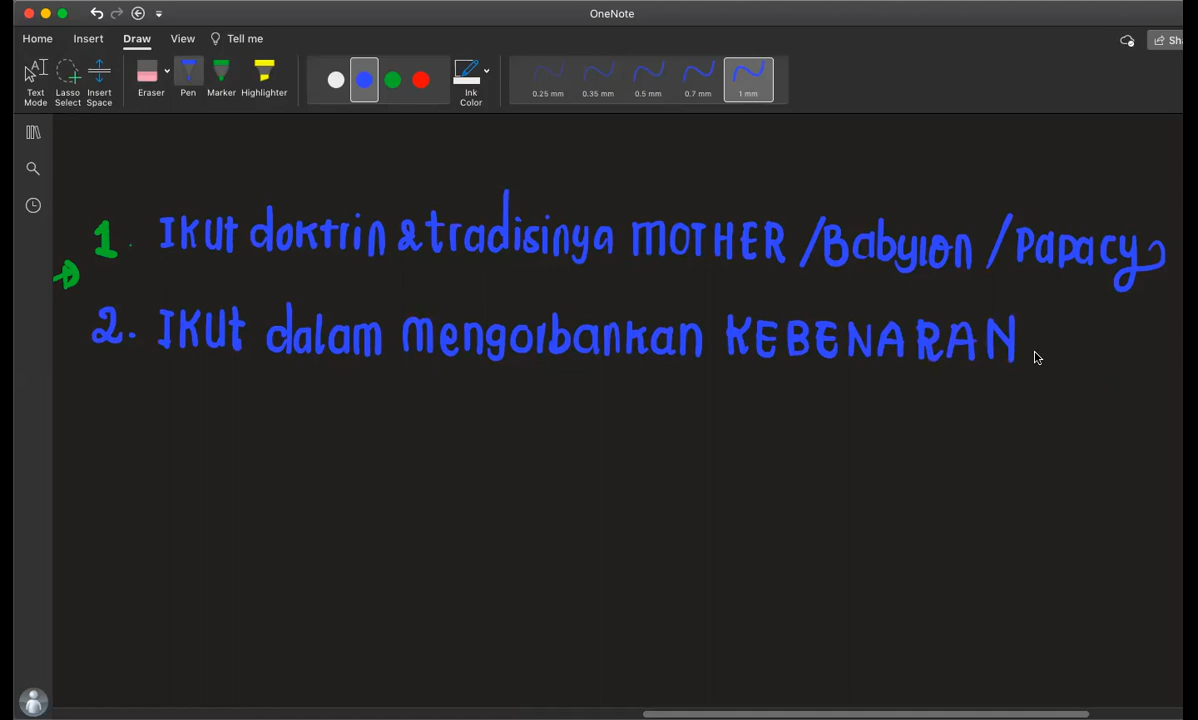 OneNote
Home Insert Draw View Tell me Sha
Text Mode Lasso Select Insert Space Eraser Pen Marker Highlighter Ink Color 0.25 mm 0.35 mm 0.5 mm 0.7 mm 1 mm
1. Ikut doktrin & tradisinya MOTHER / Babylon / Papacy
2. IKUt dalam mengorbankan KEBENARAN